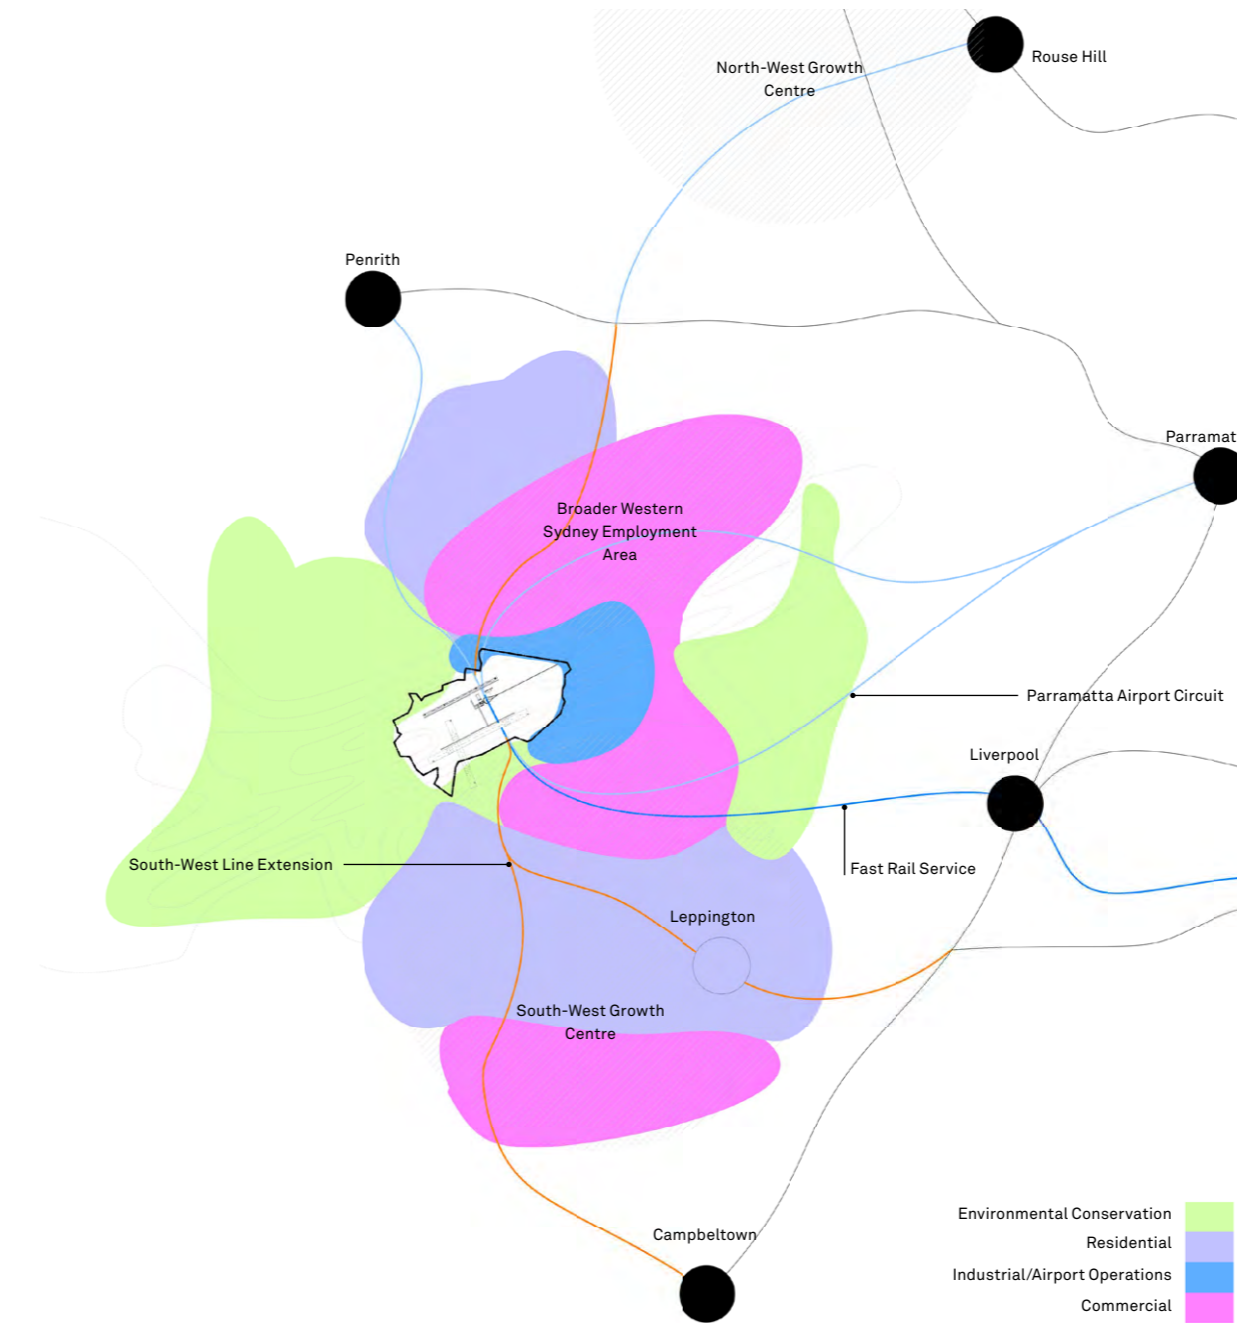 Rouse Hill
North-West Growth
Centre
Penrith
Parramat
Broader Western
Sydney Employment
Area
Parramatta Airport Circuit
Liverpool
South-West Line Extension
Fast Rail Service
Leppington
South-West Growth
Centre
Campbeltown
Environmental Conservation
Residential
Industrial/Airport Operations
Commercial